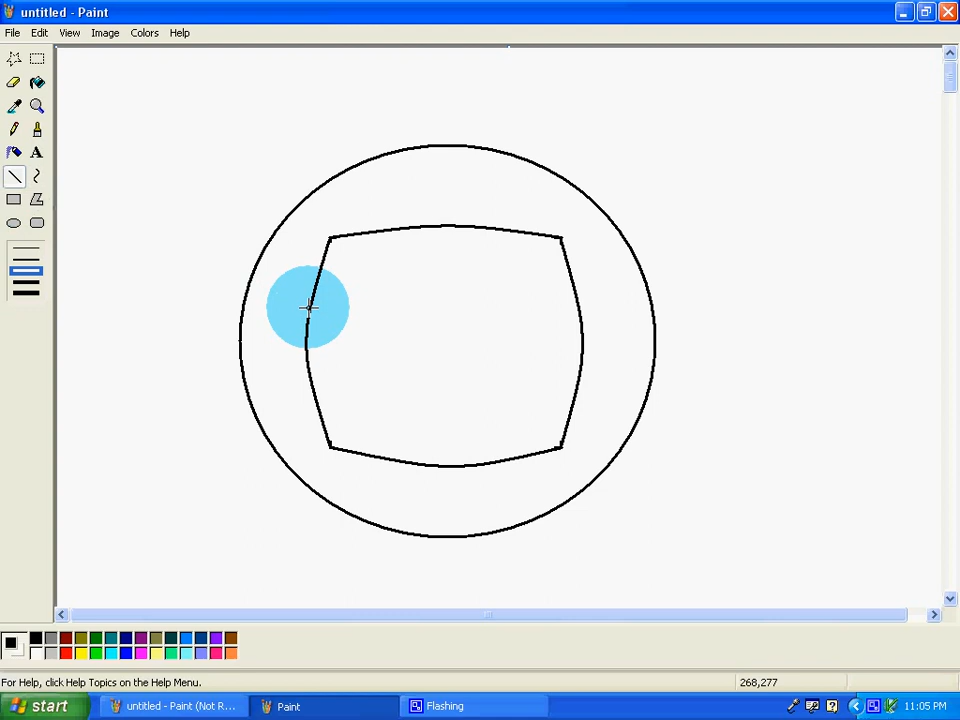 untitled - Paint
File Edit View Image Colors Help
A
For Help, click Help Topics on the Help Menu.
268,277
start
untitled - Paint (Not R...
Paint
Flashing
?
11:05 PM